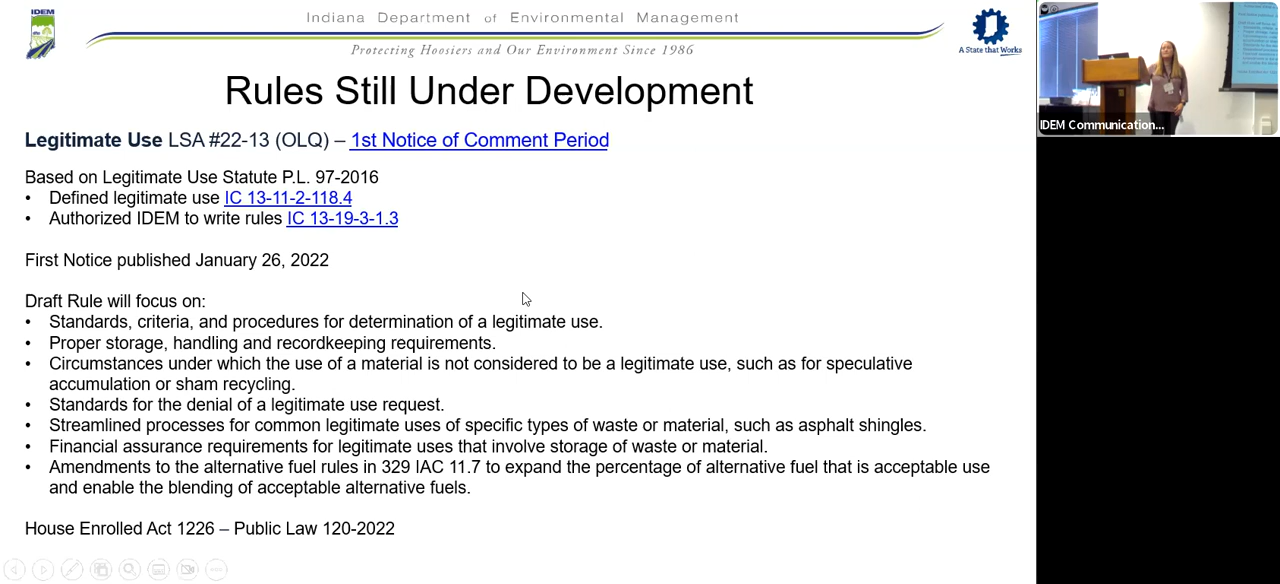 IDEM
Indiana Department of Environmental Management
Protecting Hoosiers and Our Environment Since 1986
A State that Works
IDEM Communication...
Rules Still Under Development
Legitimate Use LSA #22-13 (OLQ) – 1st Notice of Comment Period
Based on Legitimate Use Statute P.L. 97-2016
• Defined legitimate use IC 13-11-2-118.4
• Authorized IDEM to write rules IC 13-19-3-1.3
First Notice published January 26, 2022
Draft Rule will focus on:
• Standards, criteria, and procedures for determination of a legitimate use.
• Proper storage, handling and recordkeeping requirements.
• Circumstances under which the use of a material is not considered to be a legitimate use, such as for speculative
accumulation or sham recycling.
• Standards for the denial of a legitimate use request.
• Streamlined processes for common legitimate uses of specific types of waste or material, such as asphalt shingles.
• Financial assurance requirements for legitimate uses that involve storage of waste or material.
• Amendments to the alternative fuel rules in 329 IAC 11.7 to expand the percentage of alternative fuel that is acceptable use
and enable the blending of acceptable alternative fuels.
House Enrolled Act 1226 – Public Law 120-2022